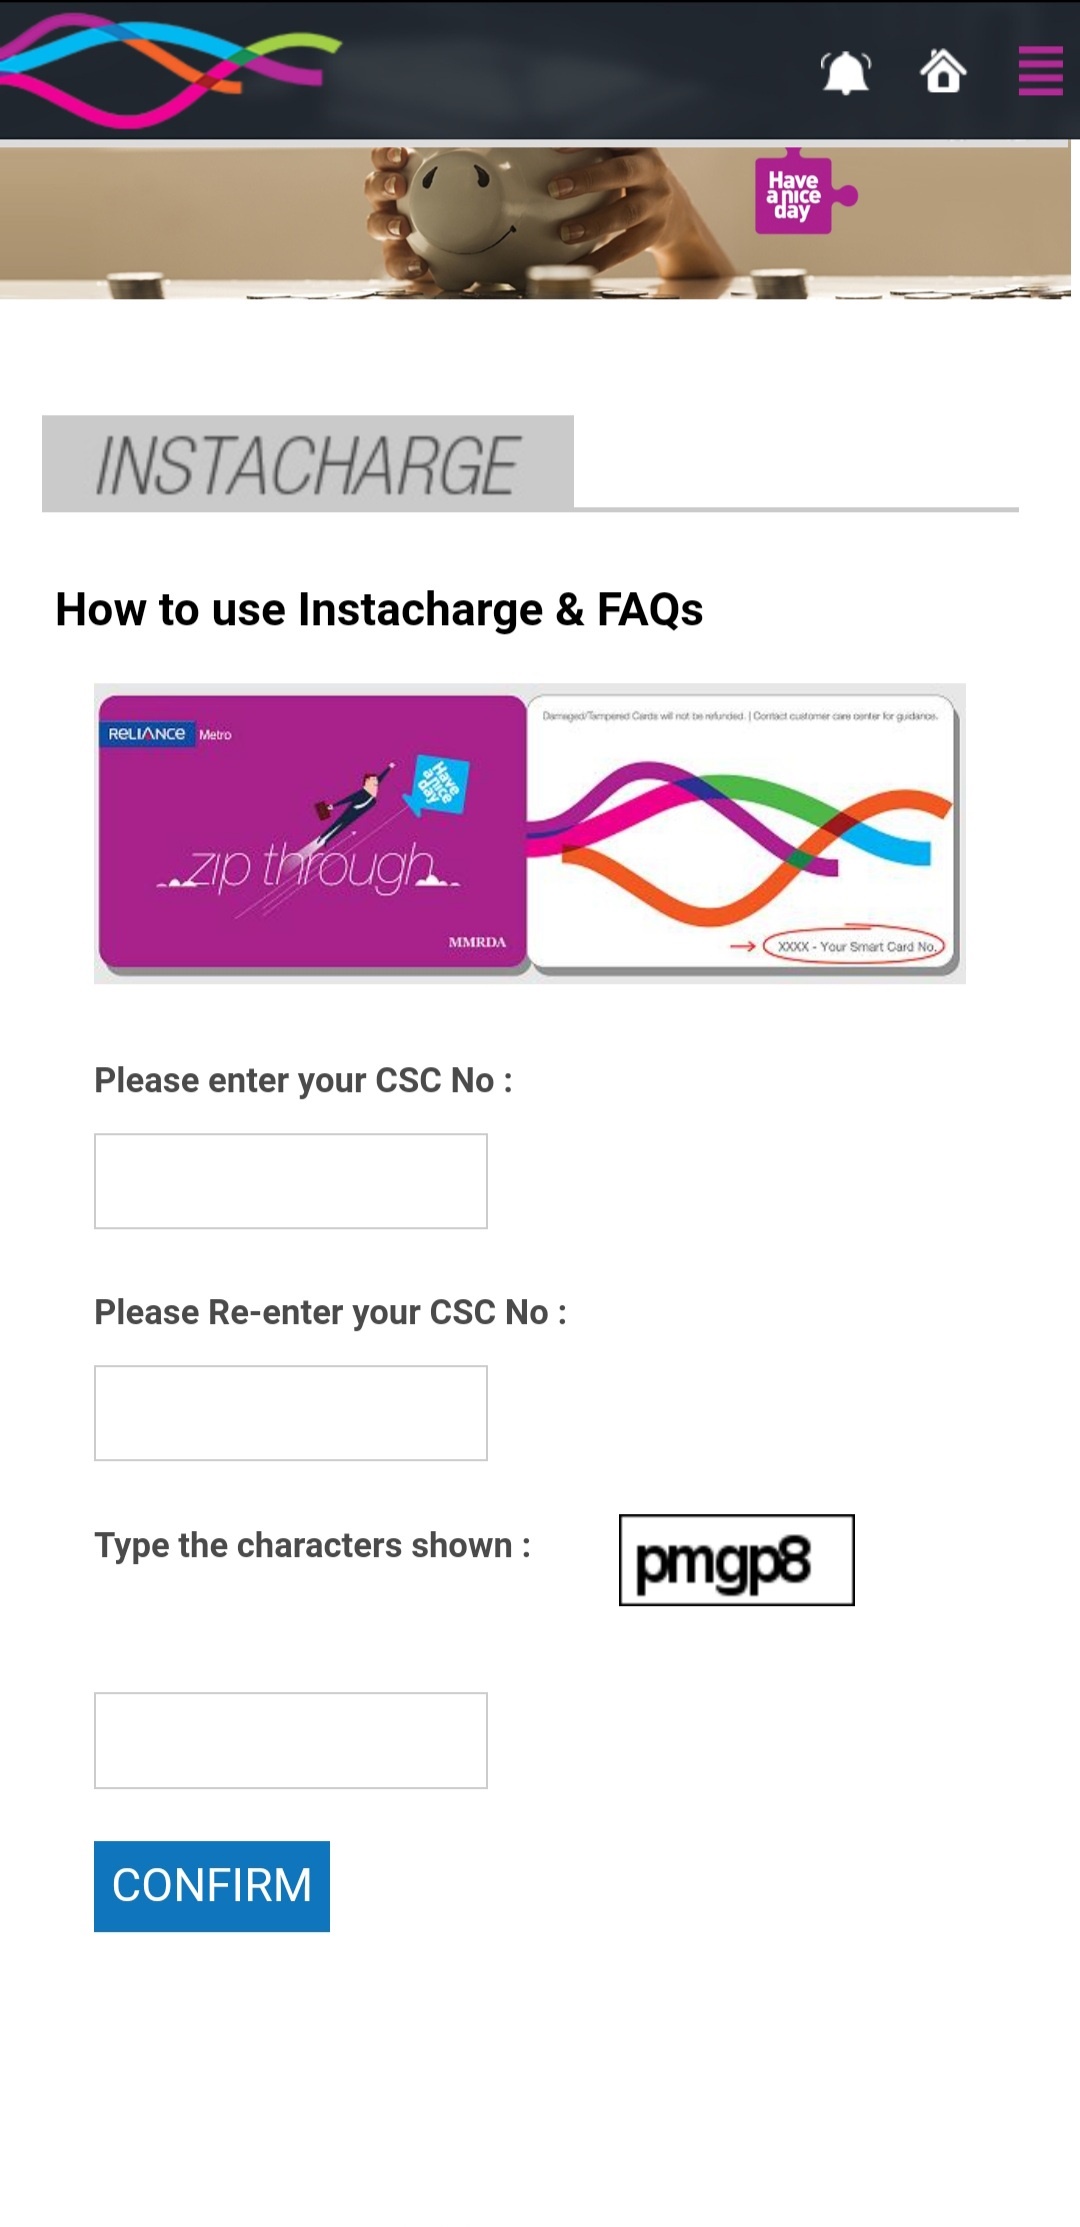 Have
a nice
day
INSTACHARGE
How to use Instacharge & FAQs
RELIANCE Metro
Have
a nice
day
zip through
MMRDA
Damaged/Tampered Cards will not be refunded. | Contact customer care center for guidance.
XXXX - Your Smart Card No.
Please enter your CSC No :
Please Re-enter your CSC No :
Type the characters shown :
pmgp8
CONFIRM